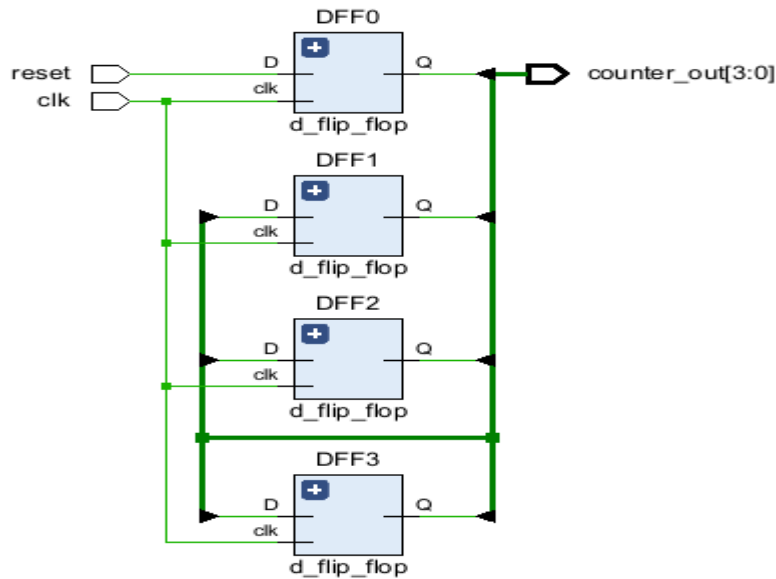 DFF0
D
Q
reset
counter_out[3:0]
clk
clk
d_flip_flop
DFF1
D
Q
clk
d_flip_flop
DFF2
D
Q
clk
d_flip_flop
DFF3
D
Q
clk
d_flip_flop